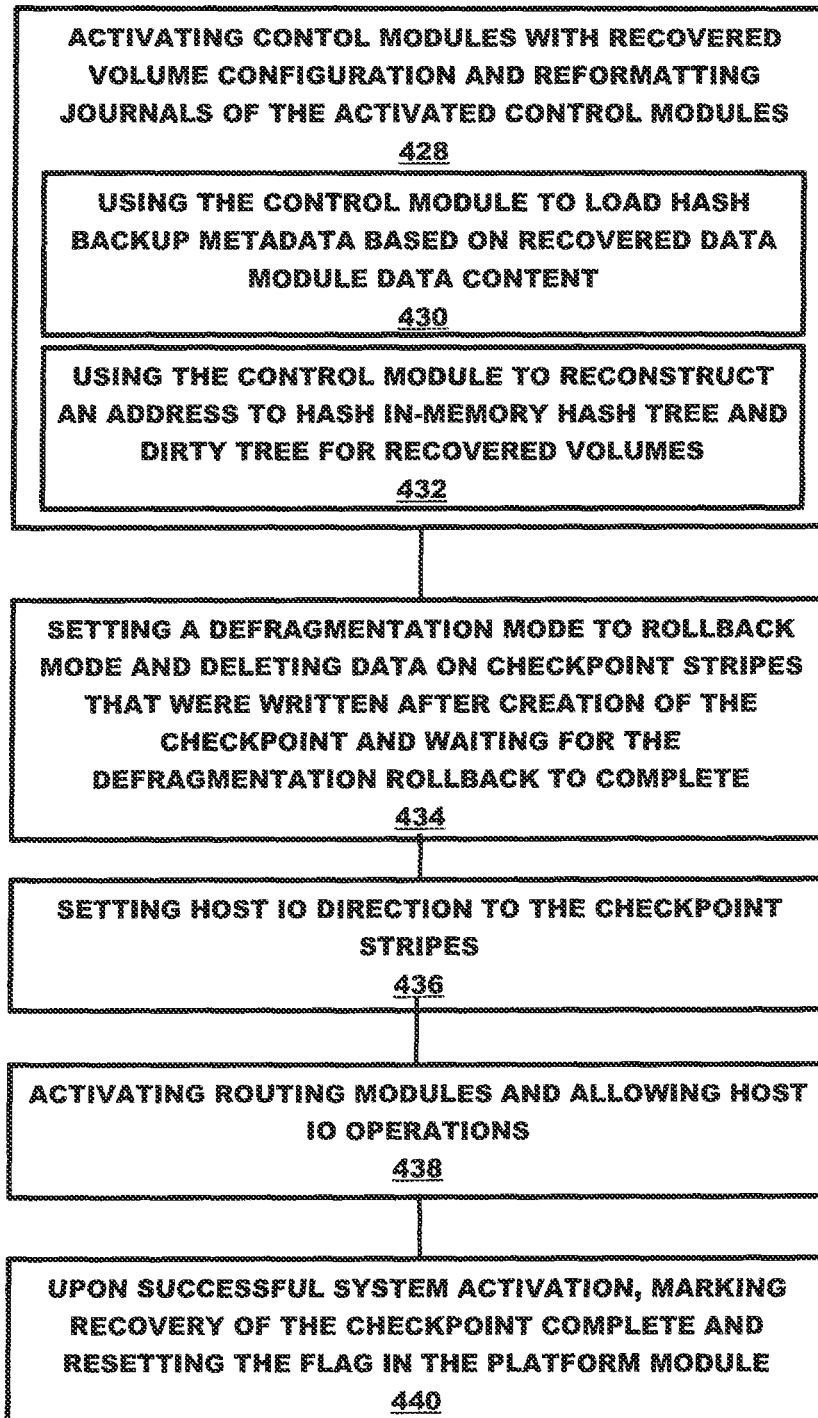 ACTIVATING CONTOL MODULES WITH RECOVERED
VOLUME CONFIGURATION AND REFORMATTING
JOURNALS OF THE ACTIVATED CONTROL MODULES
428
USING THE CONTROL MODULE TO LOAD HASH
BACKUP METADATA BASED ON RECOVERED DATA
MODULE DATA CONTENT
430
USING THE CONTROL MODULE TO RECONSTRUCT
AN ADDRESS TO HASH IN-MEMORY HASH TREE AND
DIRTY TREE FOR RECOVERED VOLUMES
432
SETTING A DEFRAGMENTATION MODE TO ROLLBACK
MODE AND DELETING DATA ON CHECKPOINT STRIPES
THAT WERE WRITTEN AFTER CREATION OF THE
CHECKPOINT AND WAITING FOR THE
DEFRAGMENTATION ROLLBACK TO COMPLETE
434
SETTING HOST IO DIRECTION TO THE CHECKPOINT
STRIPES
436
ACTIVATING ROUTING MODULES AND ALLOWING HOST
IO OPERATIONS
438
UPON SUCCESSFUL SYSTEM ACTIVATION, MARKING
RECOVERY OF THE CHECKPOINT COMPLETE AND
RESETTING THE FLAG IN THE PLATFORM MODULE
440